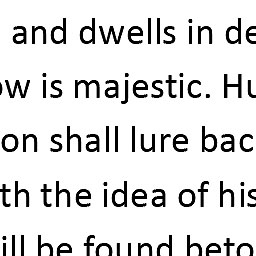 and dwells in de
ow is majestic. Hu
on shall lure bac
th the idea of his
ill be found beto